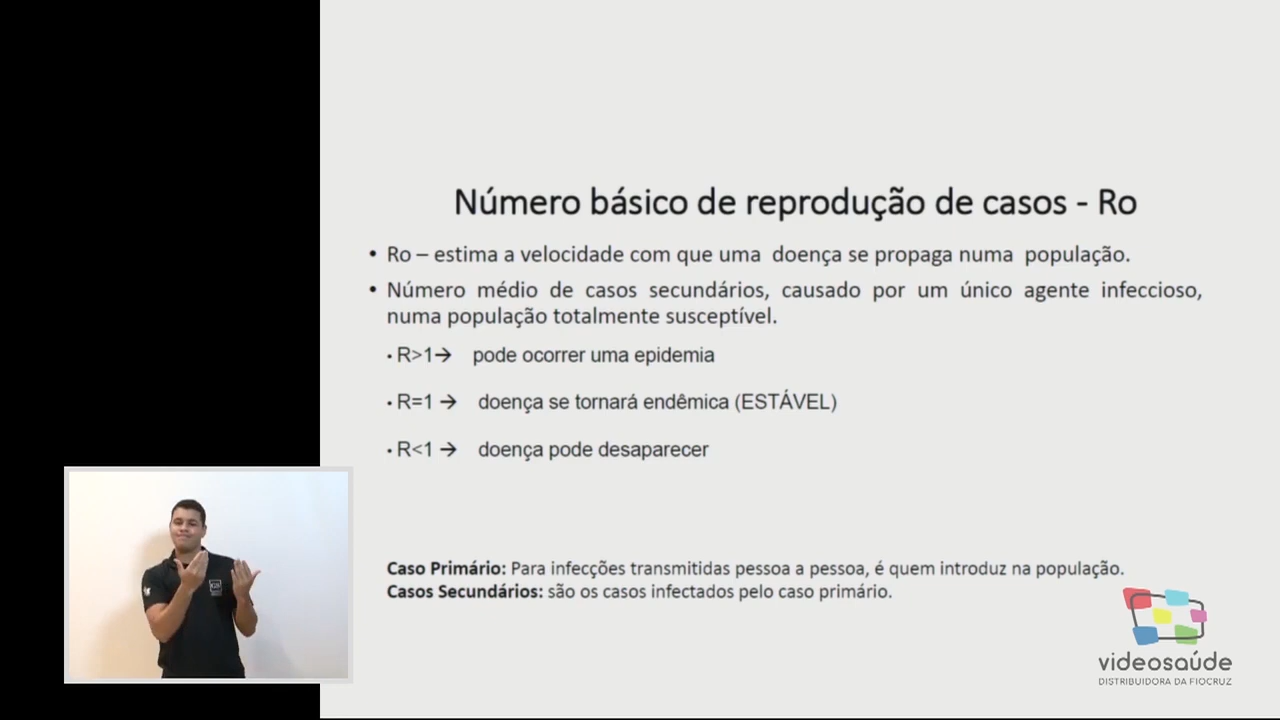 Número básico de reprodução de casos - Ro
• Ro – estima a velocidade com que uma doença se propaga numa população.
• Número médio de casos secundários, causado por um único agente infeccioso,
numa população totalmente susceptível.
• R>1→ pode ocorrer uma epidemia
• R=1 → doença se tornará endêmica (ESTÁVEL)
• R<1 → doença pode desaparecer
Caso Primário: Para infecções transmitidas pessoa a pessoa, é quem introduz na população.
Casos Secundários: são os casos infectados pelo caso primário.
videosaúde
DISTRIBUIDORA DA FIOCRUZ